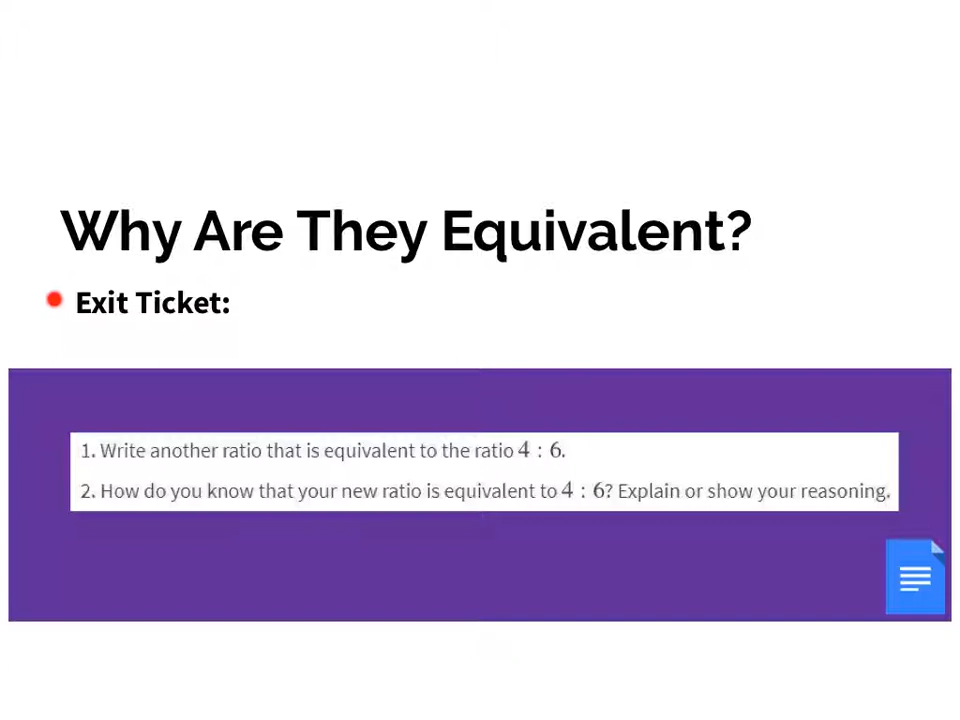 Why Are They Equivalent?
Exit Ticket:
1. Write another ratio that is equivalent to the ratio 4 : 6.
2. How do you know that your new ratio is equivalent to 4 : 6? Explain or show your reasoning.